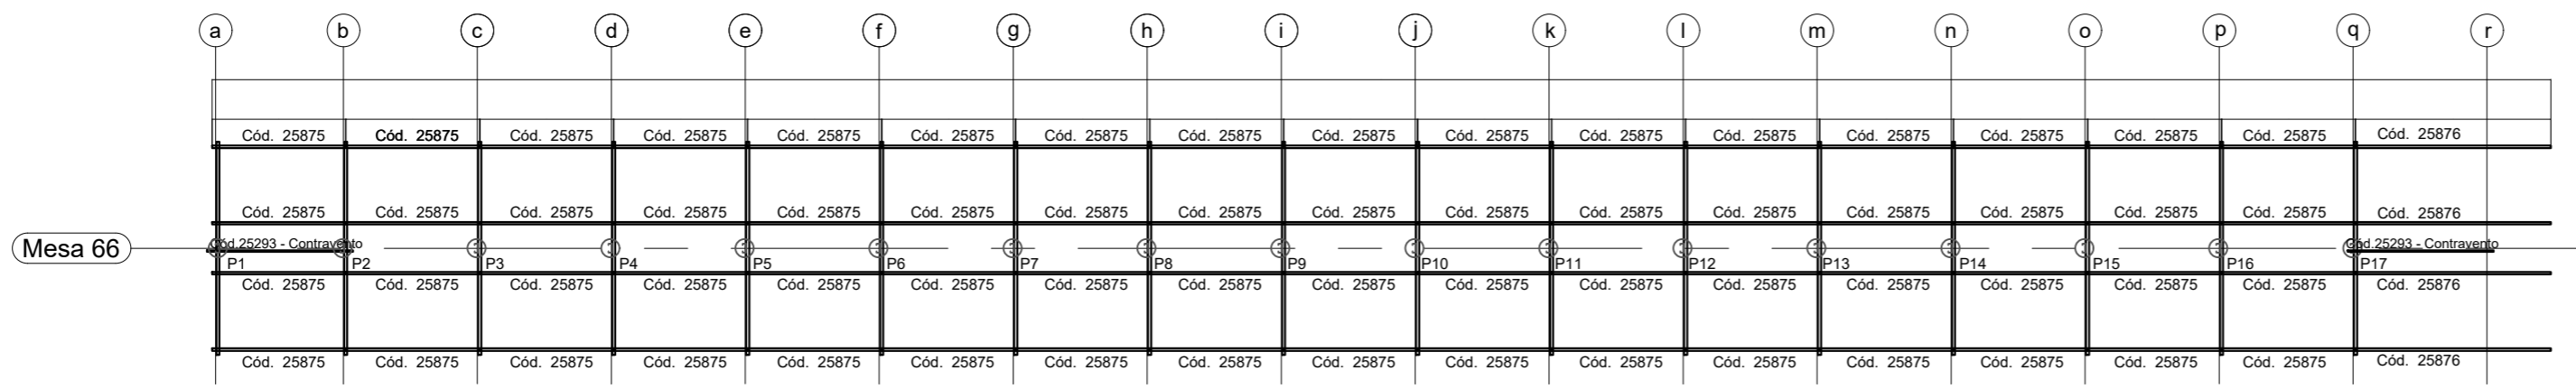 a b c d e f g h i j k l m n o p q r
Cód. 25875 Cód. 25875 Cód. 25875 Cód. 25875 Cód. 25875 Cód. 25875 Cód. 25875 Cód. 25875 Cód. 25875 Cód. 25875 Cód. 25875 Cód. 25875 Cód. 25875 Cód. 25875 Cód. 25875 Cód. 25875 Cód. 25876
Cód. 25875 Cód. 25875 Cód. 25875 Cód. 25875 Cód. 25875 Cód. 25875 Cód. 25875 Cód. 25875 Cód. 25875 Cód. 25875 Cód. 25875 Cód. 25875 Cód. 25875 Cód. 25875 Cód. 25875 Cód. 25875 Cód. 25876
Mesa 66 Cód.25293 - Contravento Cód.25293 - Contravento
P1 P2 P3 P4 P5 P6 P7 P8 P9 P10 P11 P12 P13 P14 P15 P16 P17
Cód. 25875 Cód. 25875 Cód. 25875 Cód. 25875 Cód. 25875 Cód. 25875 Cód. 25875 Cód. 25875 Cód. 25875 Cód. 25875 Cód. 25875 Cód. 25875 Cód. 25875 Cód. 25875 Cód. 25875 Cód. 25875 Cód. 25876
Cód. 25875 Cód. 25875 Cód. 25875 Cód. 25875 Cód. 25875 Cód. 25875 Cód. 25875 Cód. 25875 Cód. 25875 Cód. 25875 Cód. 25875 Cód. 25875 Cód. 25875 Cód. 25875 Cód. 25875 Cód. 25875 Cód. 25876